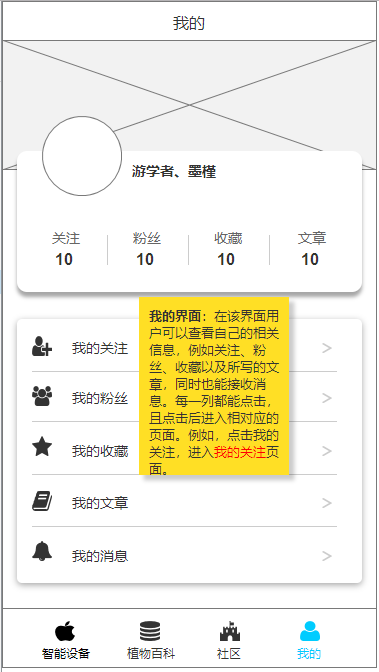 我的
游学者、墨槿
关注 粉丝 收藏 文章
10 10 10 10
我的界面：在该界面用
户可以查看自己的相关
信息，例如关注、粉
丝、收藏以及所写的文
章，同时也能接收消
息。每一列都能点击，
且点击后进入相对应的
页面。例如，点击我的
关注，进入我的关注页
面。
我的关注
我的粉丝
我的收藏
我的文章
我的消息
智能设备 植物百科 社区 我的